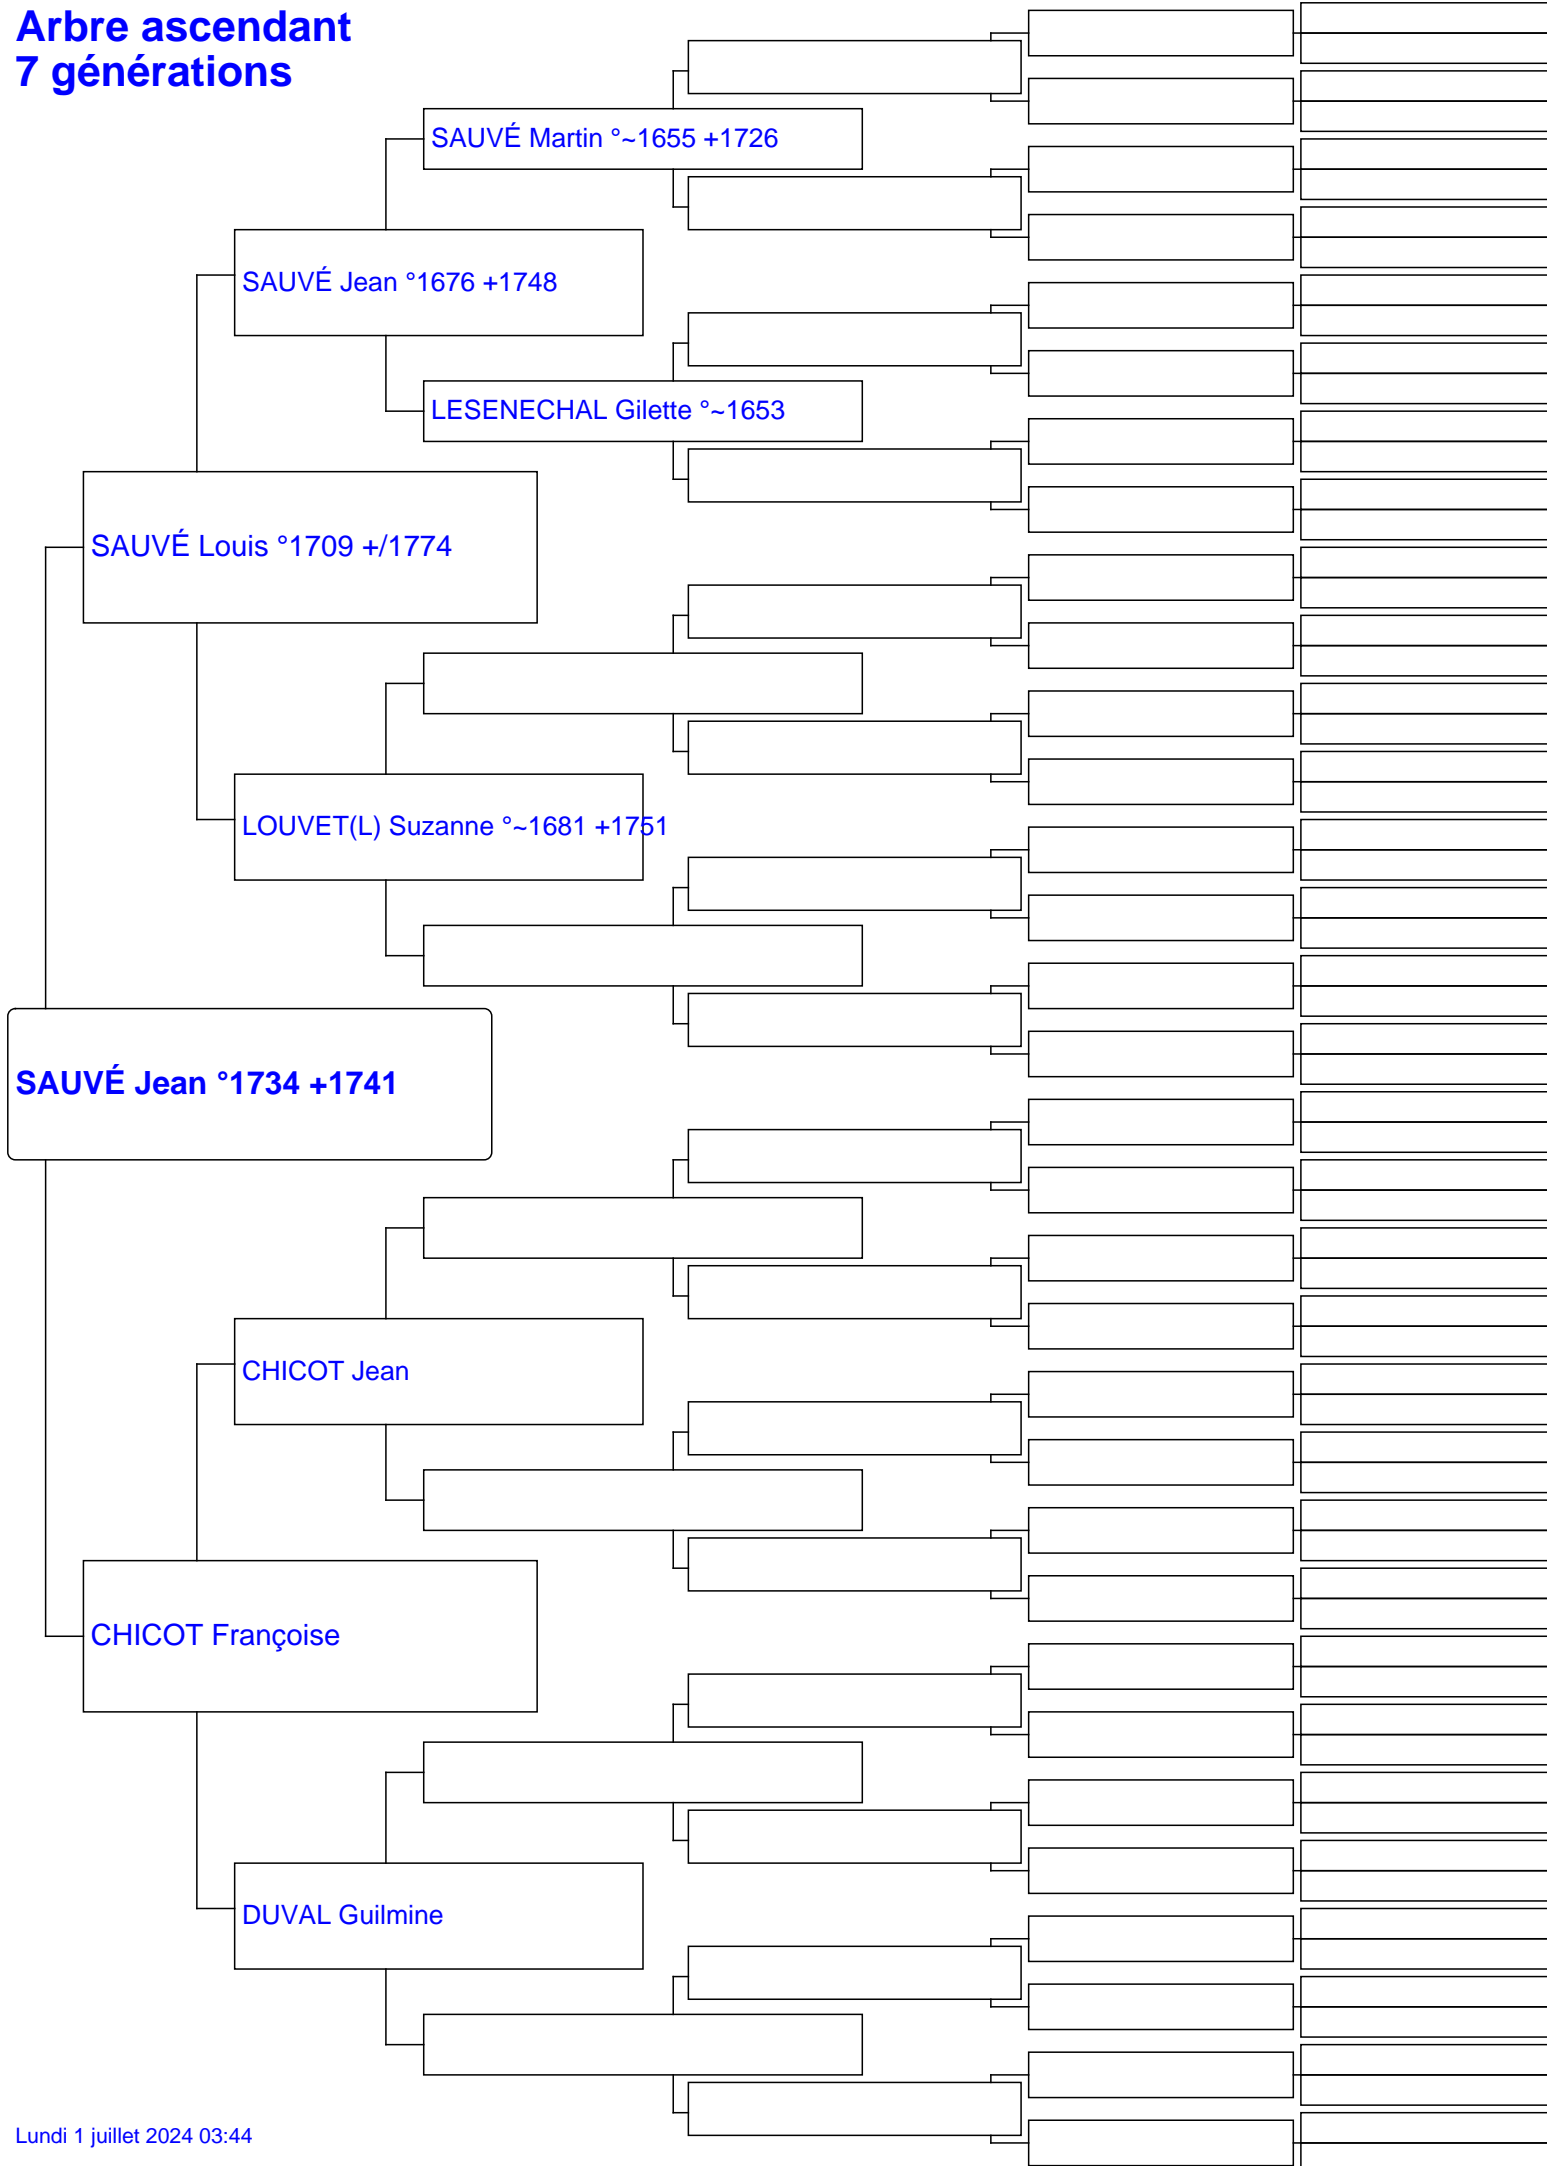 Arbre ascendant
7 générations
SAUVÉ Martin °~1655 +1726
SAUVÉ Jean °1676 +1748
LESENECHAL Gilette °~1653
SAUVÉ Louis °1709 +/1774
LOUVET(L) Suzanne °~1681 +1751
SAUVÉ Jean °1734 +1741
CHICOT Jean
CHICOT Françoise
DUVAL Guilmine
Lundi 1 juillet 2024 03:44